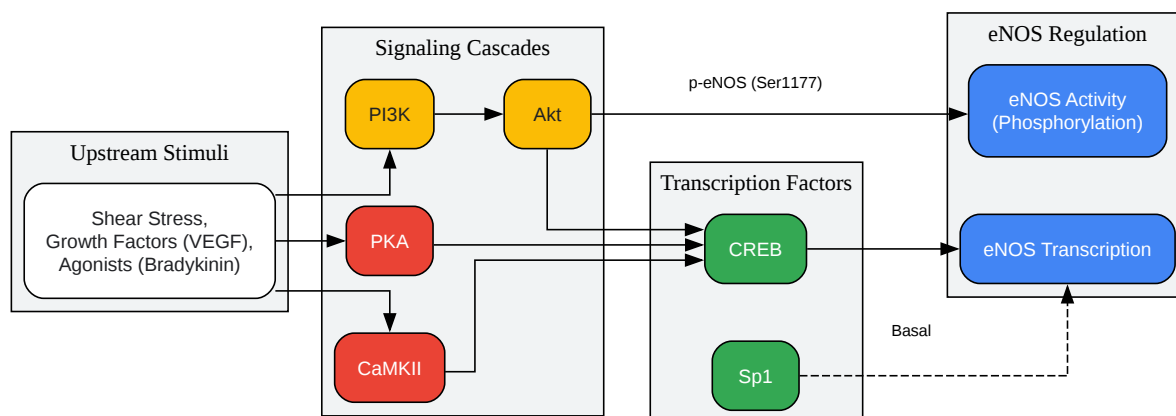 Upstream Stimuli
Shear Stress,
Growth Factors (VEGF),
Agonists (Bradykinin)
Signaling Cascades
PI3K
Akt
PKA
CaMKII
p-eNOS (Ser1177)
Transcription Factors
CREB
Sp1
Basal
eNOS Regulation
eNOS Activity
(Phosphorylation)
eNOS Transcription